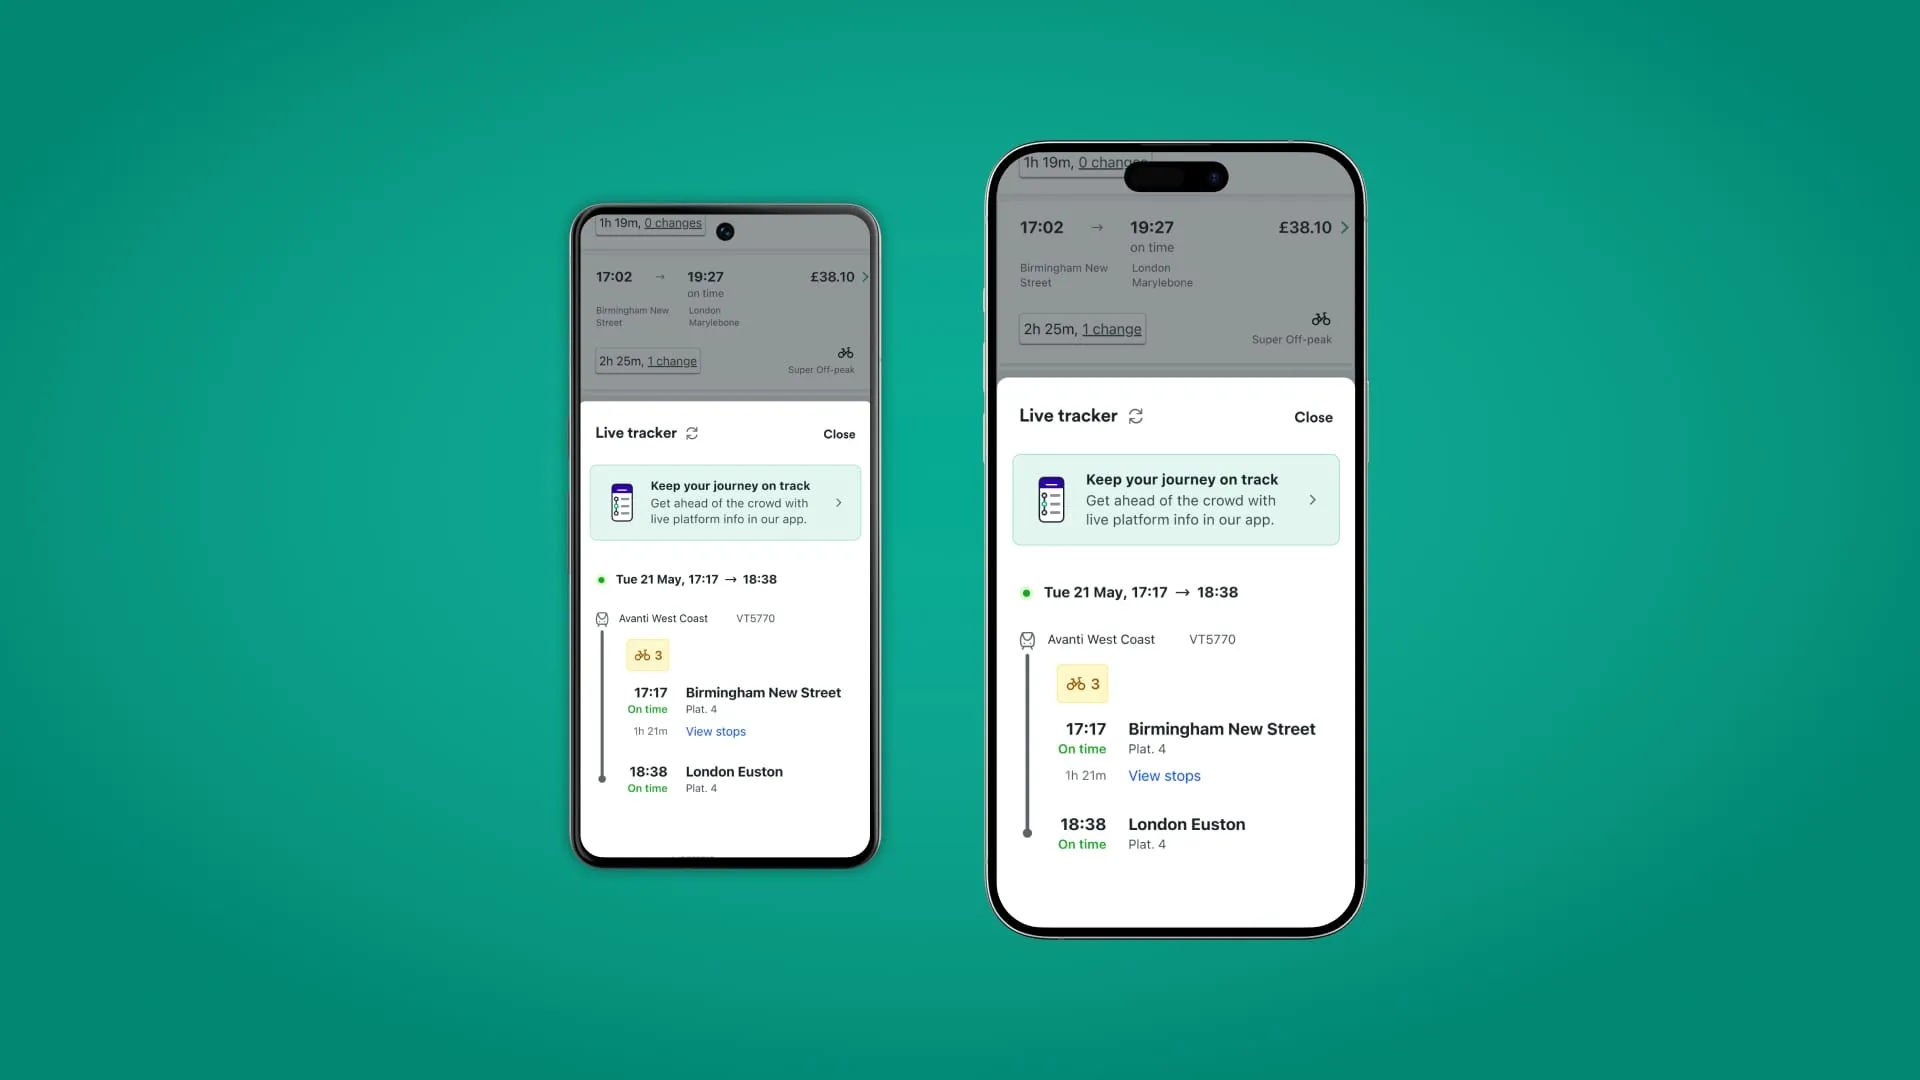 1h 19m, 0 changes
17:02 → 19:27 £38.10
on time
Birmingham New Street
London Marylebone
2h 25m, 1 change
Super Off-peak
Live tracker
Close
Keep your journey on track
Get ahead of the crowd with
live platform info in our app.
Tue 21 May, 17:17 → 18:38
Avanti West Coast VT5770
3
17:17 Birmingham New Street
On time Plat. 4
1h 21m View stops
18:38 London Euston
On time Plat. 4
1h 19m, 0 changes
17:02 → 19:27 £38.10
on time
Birmingham New Street
London Marylebone
2h 25m, 1 change
Super Off-peak
Live tracker
Close
Keep your journey on track
Get ahead of the crowd with
live platform info in our app.
Tue 21 May, 17:17 → 18:38
Avanti West Coast VT5770
3
17:17 Birmingham New Street
On time Plat. 4
1h 21m View stops
18:38 London Euston
On time Plat. 4